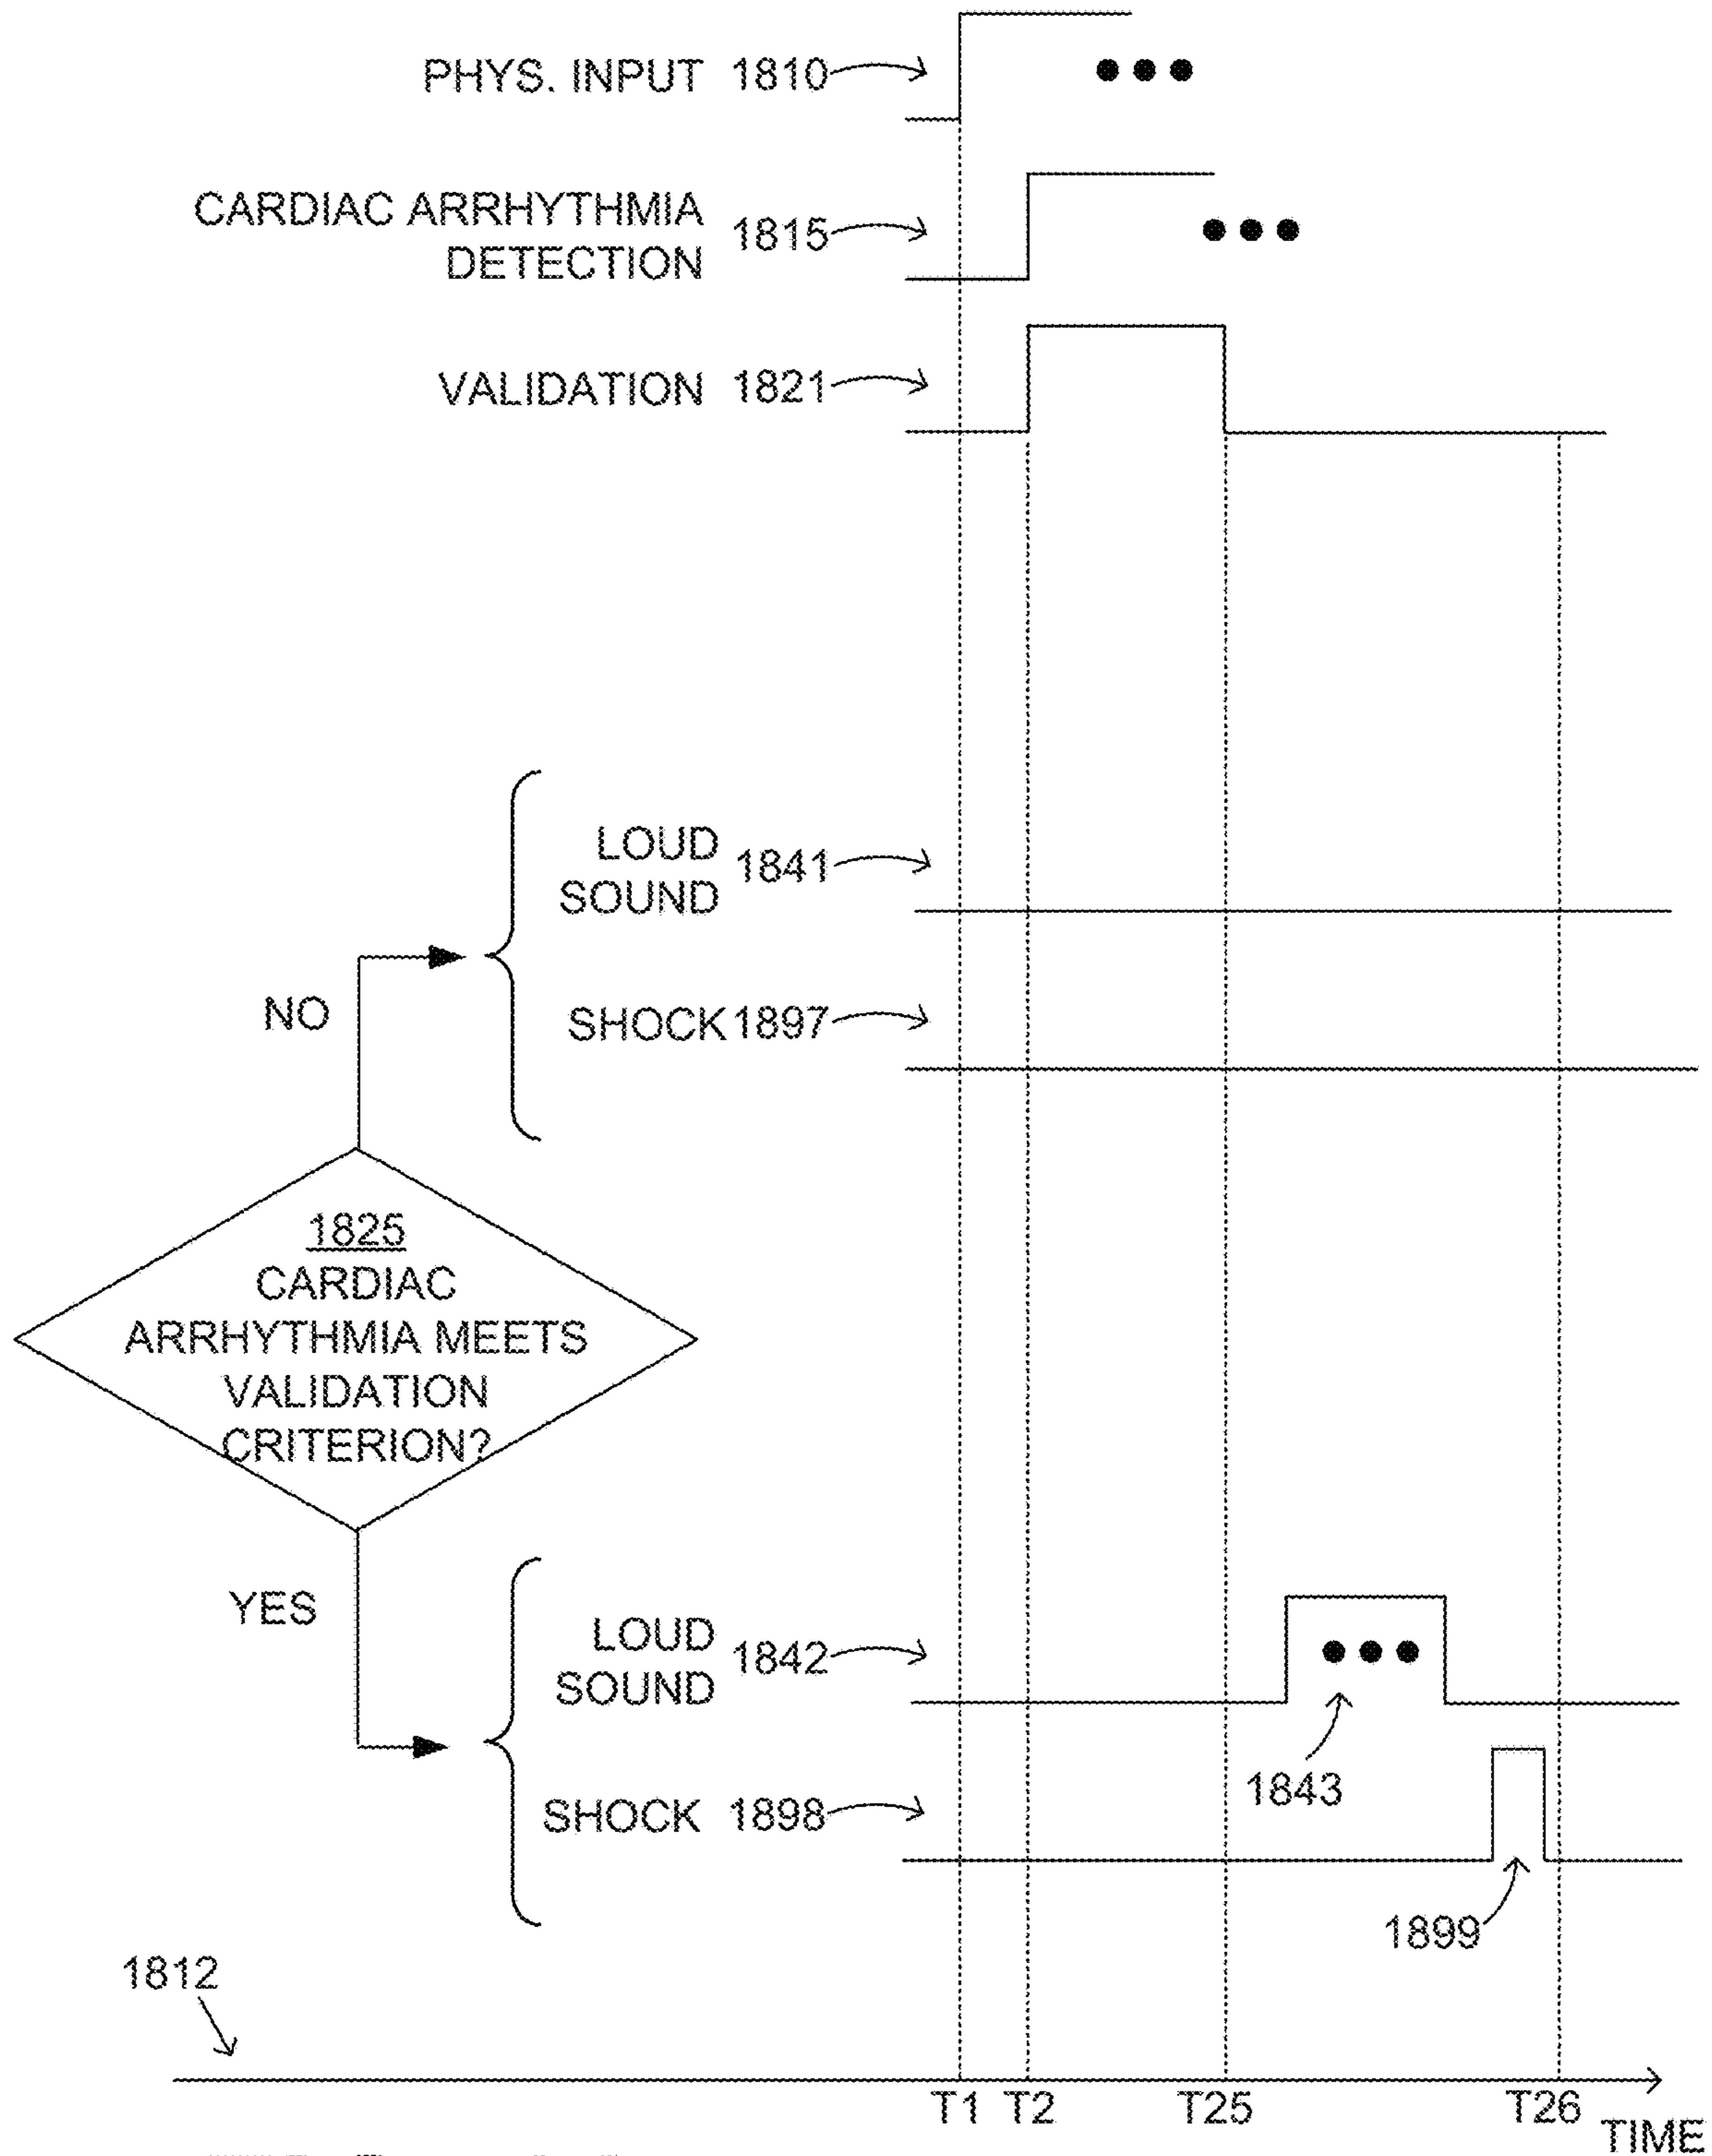 PHYS. INPUT 1810
CARDIAC ARRHYTHMIA
DETECTION
1815
VALIDATION 1821
LOUD
SOUND
1841
NO
SHOCK 1897
1825
CARDIAC
ARRHYTHMIA MEETS
VALIDATION
CRITERION?
YES
LOUD
SOUND
1842
1843
SHOCK 1898
1899
1812
T1 T2 T25 T26
TIME